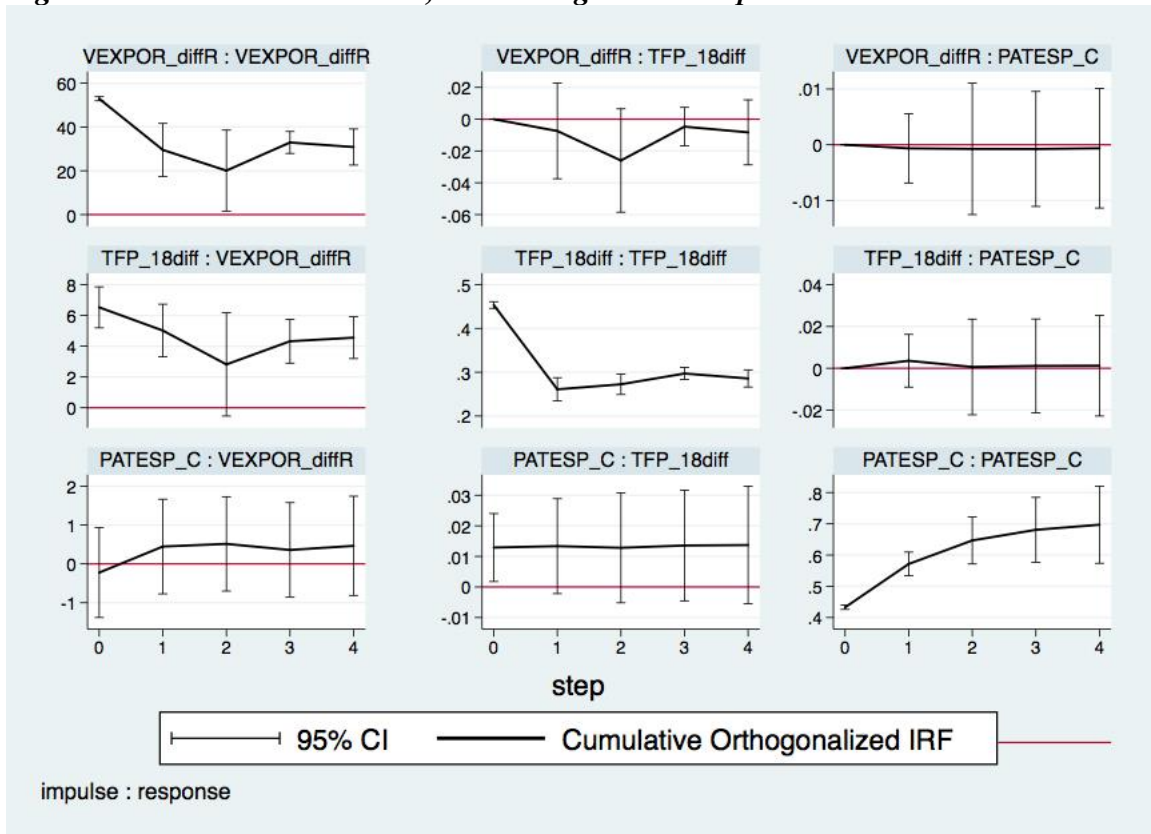 VEXPOR_diffR : VEXPOR_diffR
VEXPOR_diffR : TFP_18diff
VEXPOR_diffR : PATESP_C
60
40
20
0
.02
0
-.02
-.04
-.06
.01
0
-.01
TFP_18diff : VEXPOR_diffR
TFP_18diff : TFP_18diff
TFP_18diff : PATESP_C
8
6
4
2
0
.5
.4
.3
.2
.04
.02
0
-.02
PATESP_C : VEXPOR_diffR
PATESP_C : TFP_18diff
PATESP_C : PATESP_C
2
1
0
-1
.03
.02
.01
0
-.01
.8
.7
.6
.5
.4
0 1 2 3 4
0 1 2 3 4
0 1 2 3 4
step
95% CI
Cumulative Orthogonalized IRF
impulse : response